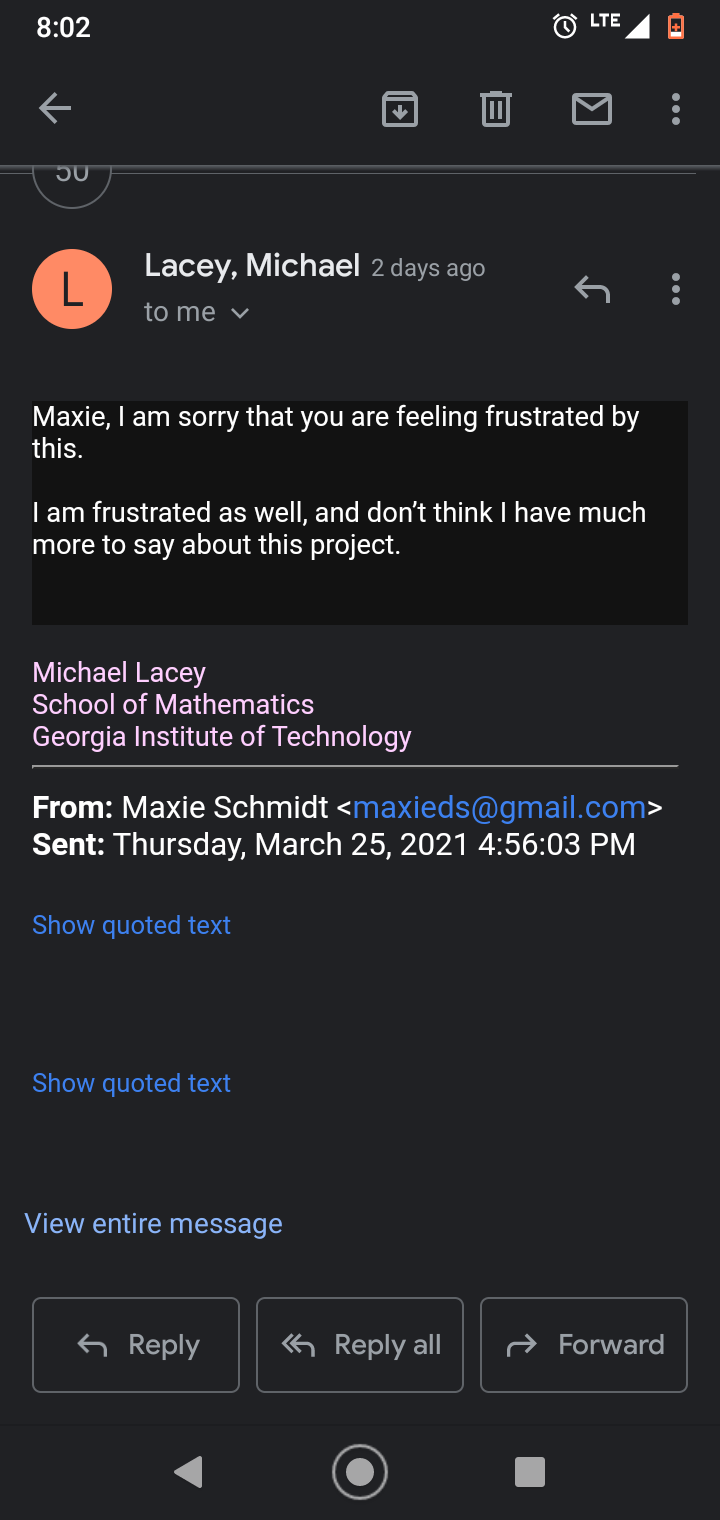 8:02
LTE
50
Lacey, Michael 2 days ago
L
to me
Maxie, I am sorry that you are feeling frustrated by
this.
I am frustrated as well, and don't think I have much
more to say about this project.
Michael Lacey
School of Mathematics
Georgia Institute of Technology
From: Maxie Schmidt <maxieds@gmail.com>
Sent: Thursday, March 25, 2021 4:56:03 PM
Show quoted text
Show quoted text
View entire message
Reply Reply all Forward